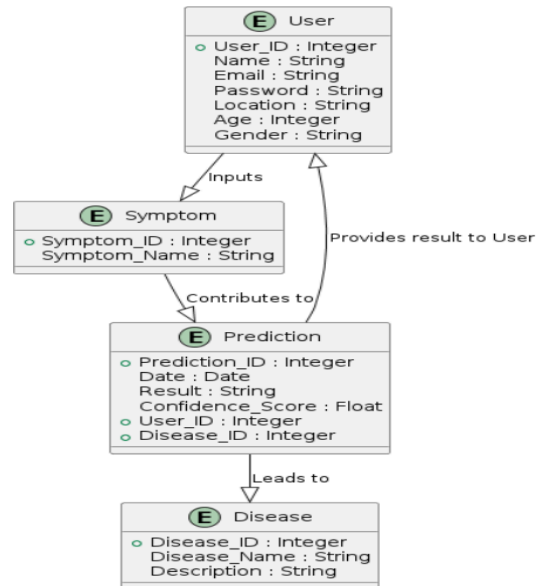 E User
User_ID : Integer
Name : String
Email : String
Password : String
Location : String
Age : Integer
Gender : String
Inputs
E Symptom
Symptom_ID : Integer
Symptom_Name : String
Provides result to User
Contributes to
E Prediction
Prediction_ID : Integer
Date : Date
Result : String
Confidence_Score : Float
User_ID : Integer
Disease_ID : Integer
Leads to
E Disease
Disease_ID : Integer
Disease_Name : String
Description : String